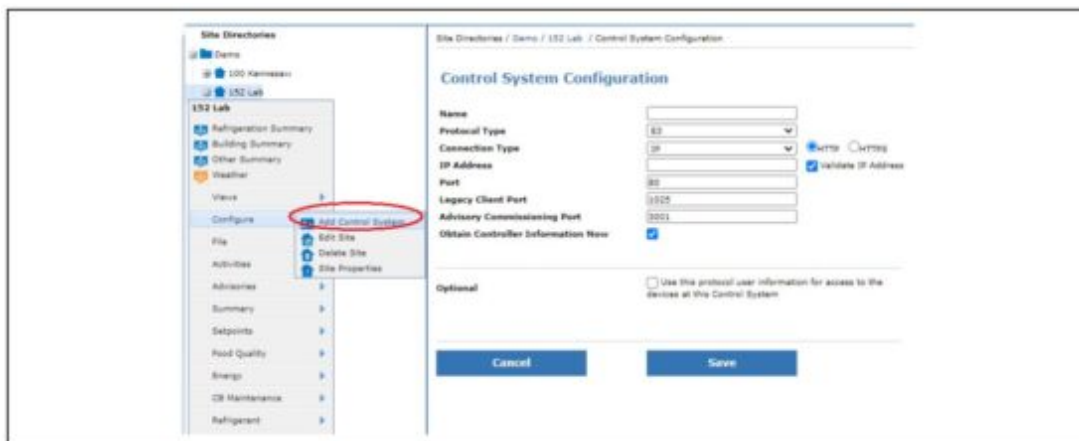 Site Directories
Demo
100 Kennesaw
152 Lab
152 Lab
Refrigeration Summary
Building Summary
Other Summary
Weather
Views
Configure
File
Activities
Advisories
Summary
Setpoints
Food Quality
Energy
CB Maintenance
Refrigerant
Add Control System
Edit Site
Delete Site
Site Properties
Site Directories / Demo / 152 Lab / Control System Configuration
Control System Configuration
Name
Protocol Type E3
Connection Type IP HTTP HTTPS
IP Address Validate IP Address
Port 80
Legacy Client Port 1025
Advisory Commissioning Port 3001
Obtain Controller Information Now
Optional Use this protocol user information for access to the
devices at this Control System
Cancel Save